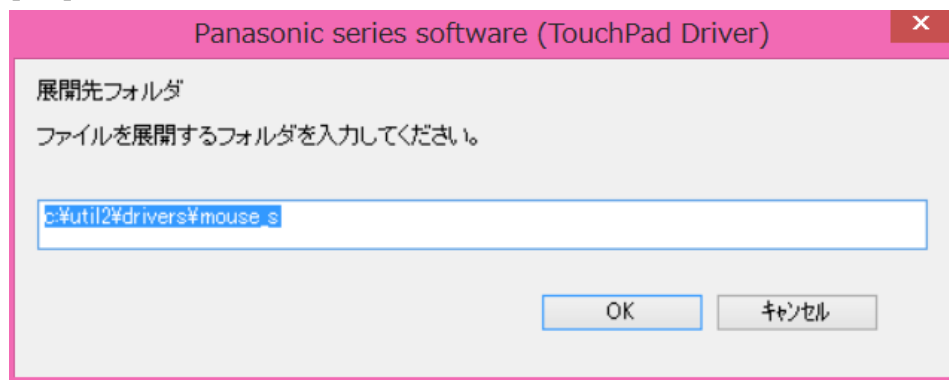 Panasonic series software (TouchPad Driver)
展開先フォルダ
ファイルを展開するフォルダを入力してください。
c:¥util2¥drivers¥mouse_s
OK
キャンセル